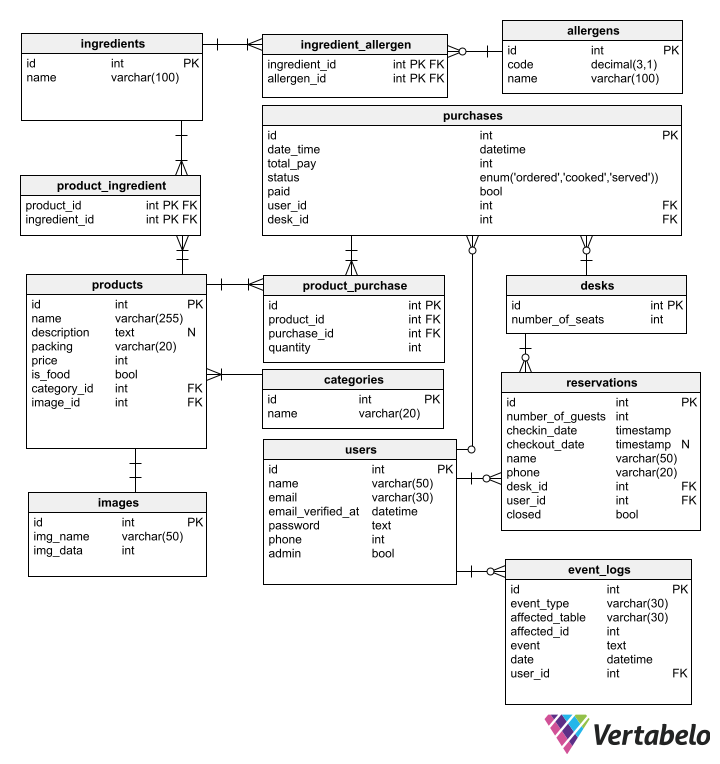 ingredients
id int PK
name varchar(100)
ingredient_allergen
ingredient_id int PK FK
allergen_id int PK FK
allergens
id int PK
code decimal(3,1)
name varchar(100)
purchases
id int PK
date_time datetime
total_pay int
status enum('ordered','cooked','served'))
paid bool
user_id int FK
desk_id int FK
product_ingredient
product_id int PK FK
ingredient_id int PK FK
products
id int PK
name varchar(255)
description text N
packing varchar(20)
price int
is_food bool
category_id int FK
image_id int FK
product_purchase
id int PK
product_id int FK
purchase_id int FK
quantity int
desks
id int PK
number_of_seats int
categories
id int PK
name varchar(20)
reservations
id int PK
number_of_guests int
checkin_date timestamp
checkout_date timestamp N
name varchar(50)
phone varchar(20)
desk_id int FK
user_id int FK
closed bool
users
id int PK
name varchar(50)
email varchar(30)
email_verified_at datetime
password text
phone int
admin bool
images
id int PK
img_name varchar(50)
img_data int
event_logs
id int PK
event_type varchar(30)
affected_table varchar(30)
affected_id int
event text
date datetime
user_id int FK
Vertabelo